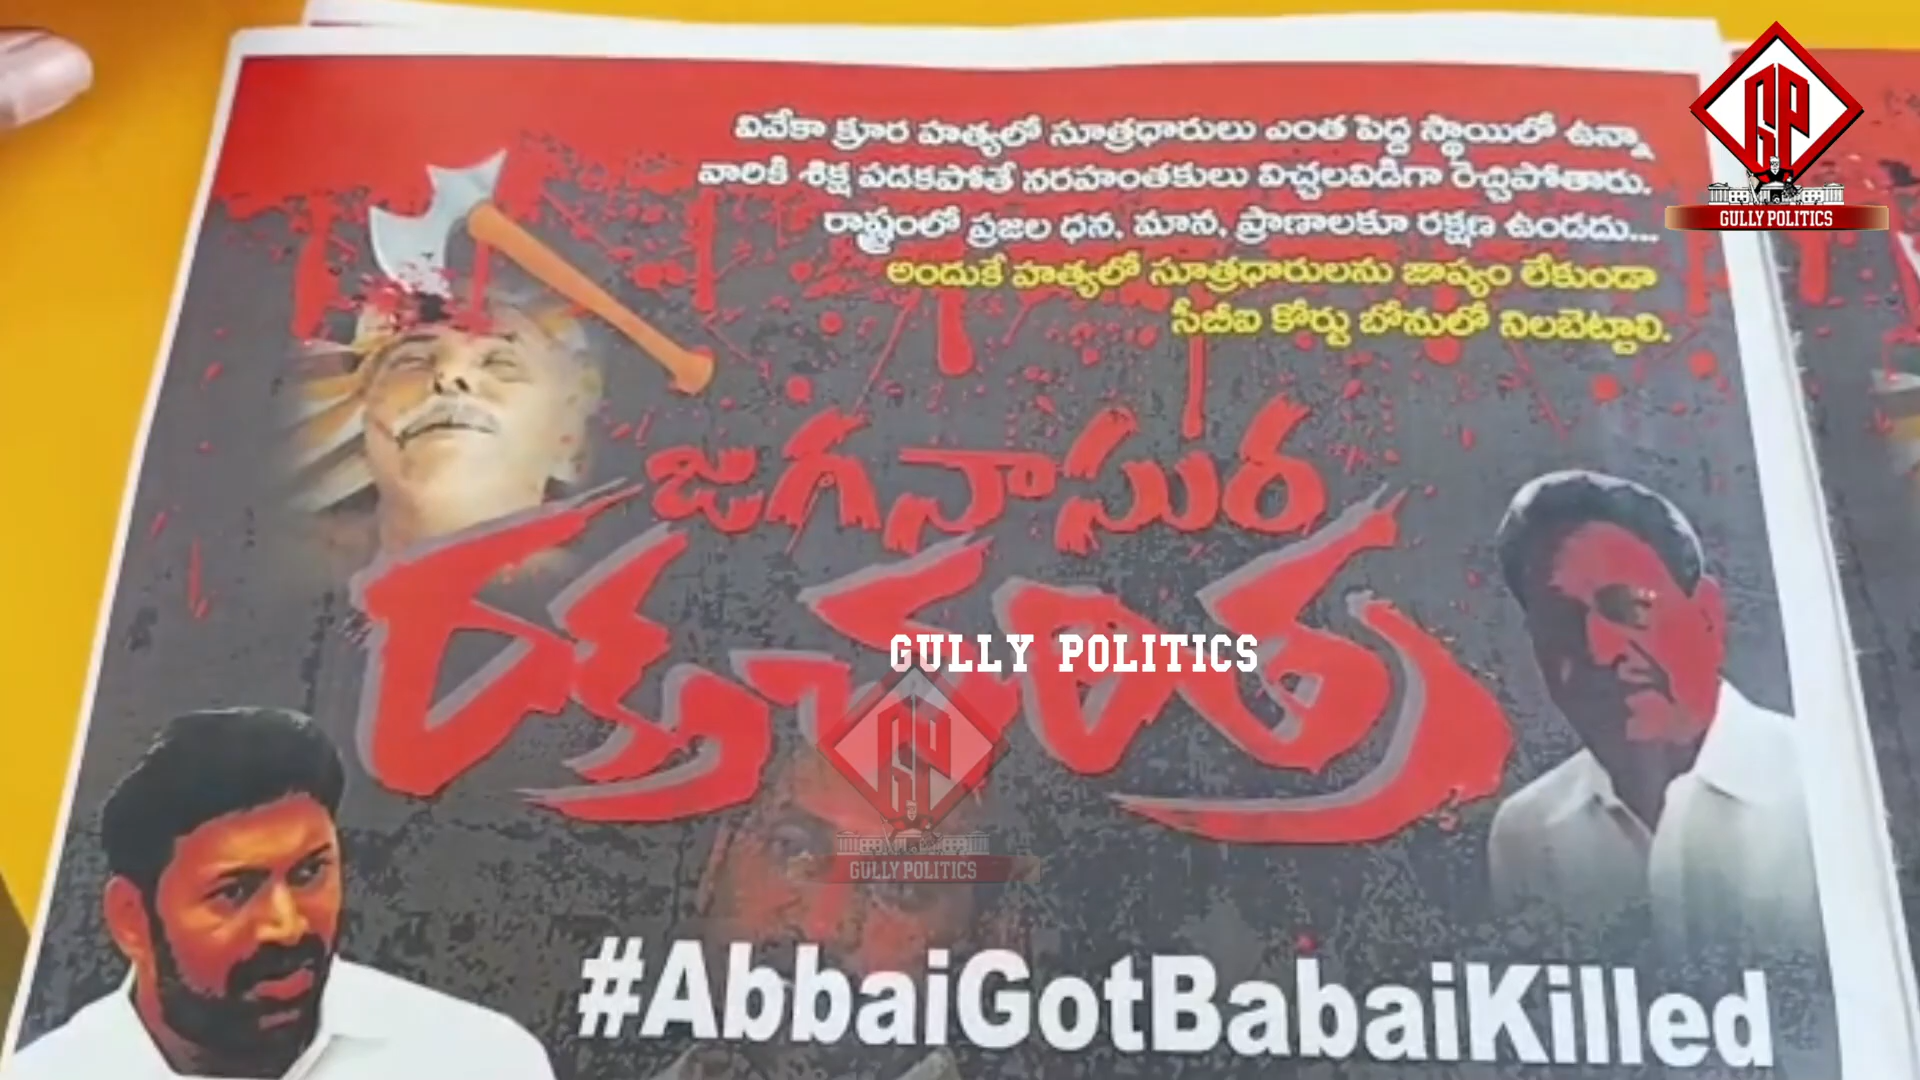 వివేకా క్రూర హత్యలో సూత్రధారులు ఎంత పెద్ద స్థాయిలో ఉన్నా
వారికి శిక్ష పడకపోతే నరహంతకులు విచ్చలవిడిగా రెచ్చిపోతారు.
రాష్ట్రంలో ప్రజల ధన, మాన, ప్రాణాలకూ రక్షణ ఉండదు...
అందుకే హత్యలో సూత్రధారులను జాప్యం లేకుండా
సీబీఐ కోర్టు బోనులో నిలబెట్టాలి.
GP
GULLY POLITICS
జగనాసుర
రక్తచరిత్ర
GULLY POLITICS
GP
GULLY POLITICS
#AbbaiGotBabaiKilled